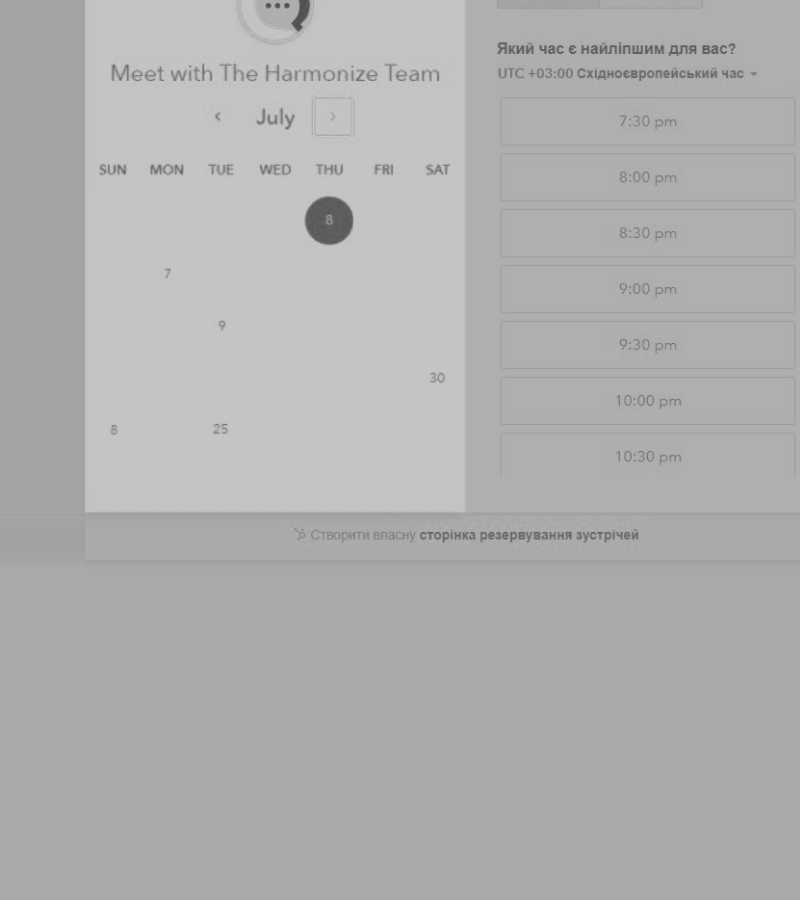 Meet with The Harmonize Team
July
SUN MON TUE WED THU FRI SAT
8
7
9
30
8 25
Який час є найліпшим для вас?
UTC +03:00 Східноєвропейський час
7:30 pm
8:00 pm
8:30 pm
9:00 pm
9:30 pm
10:00 pm
10:30 pm
Створити власну сторінка резервування зустрічей